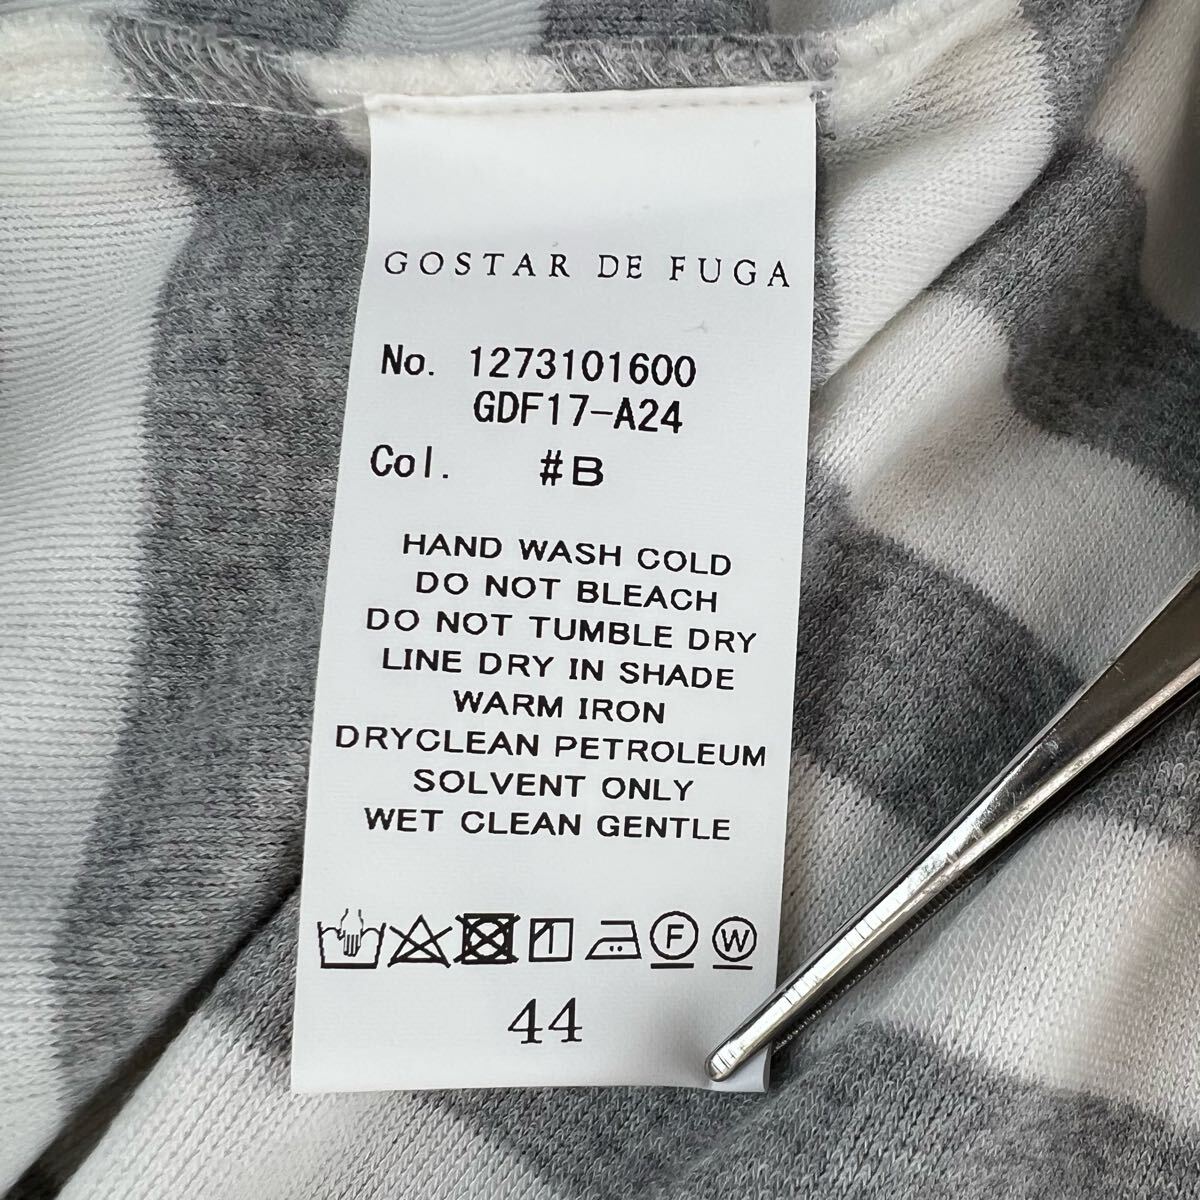 GOSTAR DE FUGA
No. 1273101600
GDF17-A24
Col. #B
HAND WASH COLD
DO NOT BLEACH
DO NOT TUMBLE DRY
LINE DRY IN SHADE
WARM IRON
DRYCLEAN PETROLEUM
SOLVENT ONLY
WET CLEAN GENTLE
F W
44